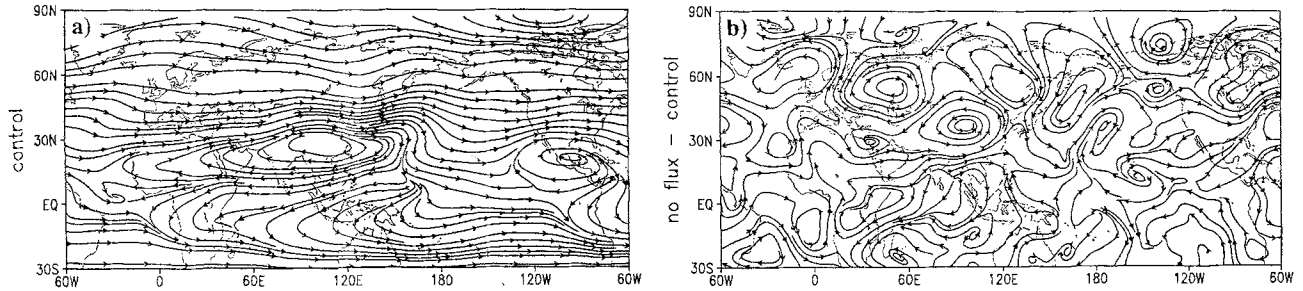 a)
control
90N
60N
30N
EQ
30S
60W
0
60E
120E
180
120W
60W
b)
no flux – control
90N
60N
30N
EQ
30S
60W
0
60E
120E
180
120W
60W